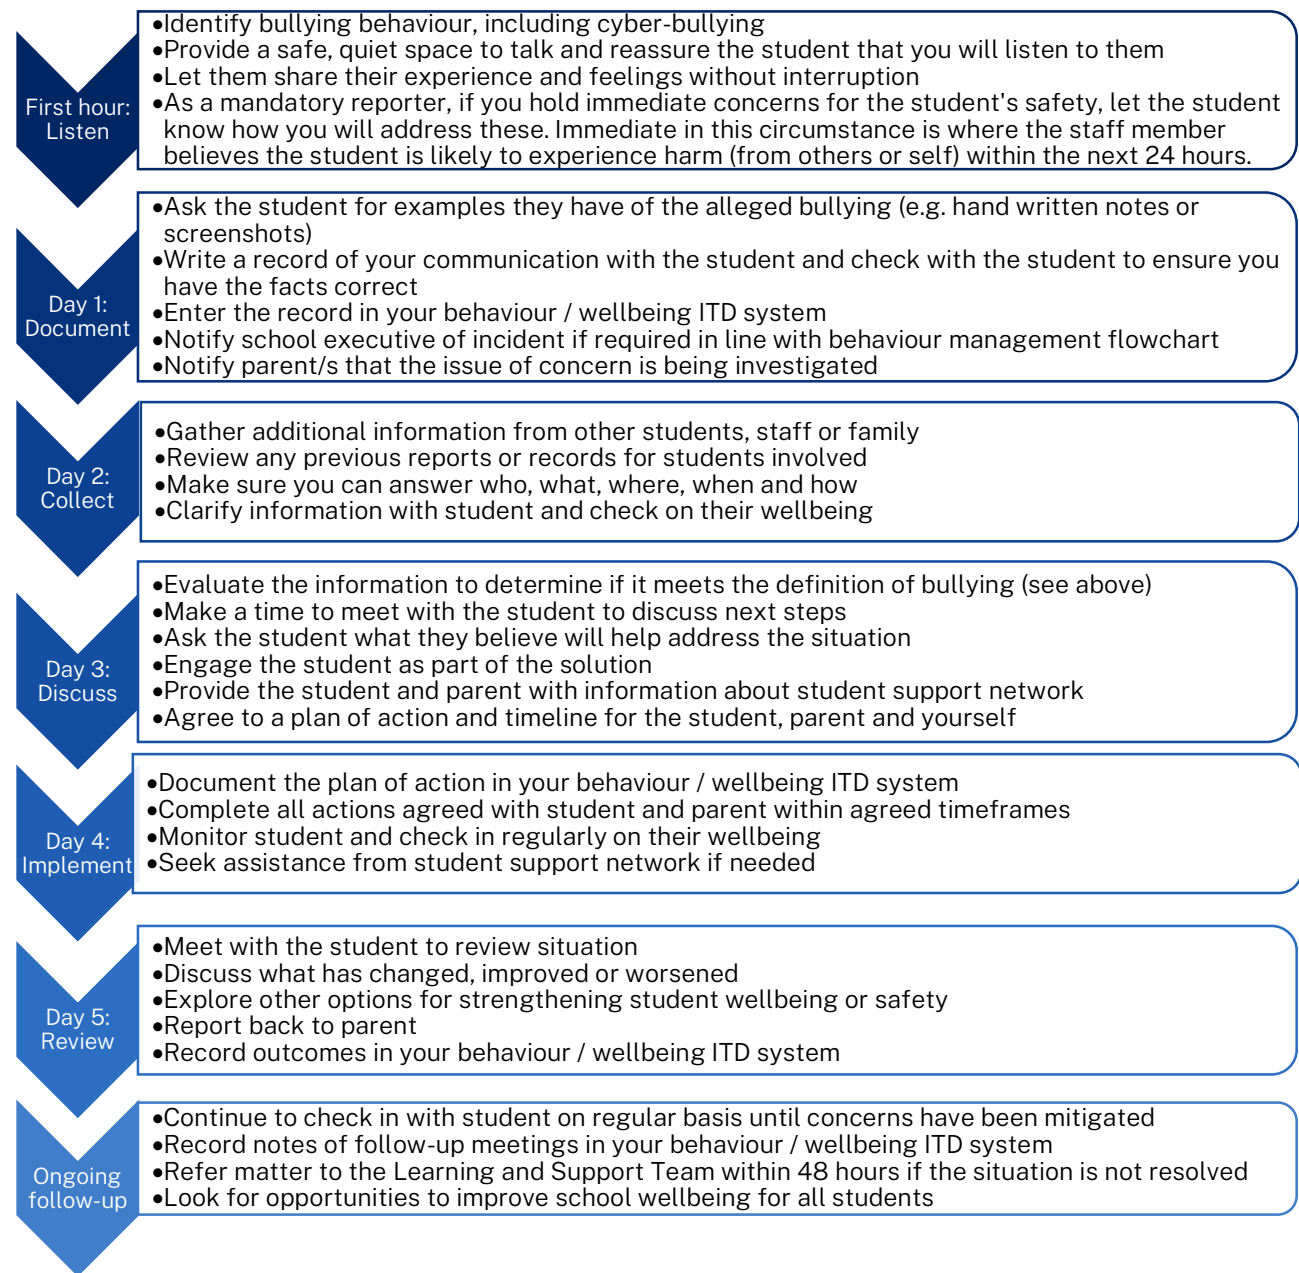 First hour:
Listen
•Identify bullying behaviour, including cyber-bullying
•Provide a safe, quiet space to talk and reassure the student that you will listen to them
•Let them share their experience and feelings without interruption
•As a mandatory reporter, if you hold immediate concerns for the student's safety, let the student
know how you will address these. Immediate in this circumstance is where the staff member
believes the student is likely to experience harm (from others or self) within the next 24 hours.
Day 1:
Document
•Ask the student for examples they have of the alleged bullying (e.g. hand written notes or
screenshots)
•Write a record of your communication with the student and check with the student to ensure you
have the facts correct
•Enter the record in your behaviour / wellbeing ITD system
•Notify school executive of incident if required in line with behaviour management flowchart
•Notify parent/s that the issue of concern is being investigated
Day 2:
Collect
•Gather additional information from other students, staff or family
•Review any previous reports or records for students involved
•Make sure you can answer who, what, where, when and how
•Clarify information with student and check on their wellbeing
Day 3:
Discuss
•Evaluate the information to determine if it meets the definition of bullying (see above)
•Make a time to meet with the student to discuss next steps
•Ask the student what they believe will help address the situation
•Engage the student as part of the solution
•Provide the student and parent with information about student support network
•Agree to a plan of action and timeline for the student, parent and yourself
Day 4:
Implement
•Document the plan of action in your behaviour / wellbeing ITD system
•Complete all actions agreed with student and parent within agreed timeframes
•Monitor student and check in regularly on their wellbeing
•Seek assistance from student support network if needed
Day 5:
Review
•Meet with the student to review situation
•Discuss what has changed, improved or worsened
•Explore other options for strengthening student wellbeing or safety
•Report back to parent
•Record outcomes in your behaviour / wellbeing ITD system
Ongoing
follow-up
•Continue to check in with student on regular basis until concerns have been mitigated
•Record notes of follow-up meetings in your behaviour / wellbeing ITD system
•Refer matter to the Learning and Support Team within 48 hours if the situation is not resolved
•Look for opportunities to improve school wellbeing for all students